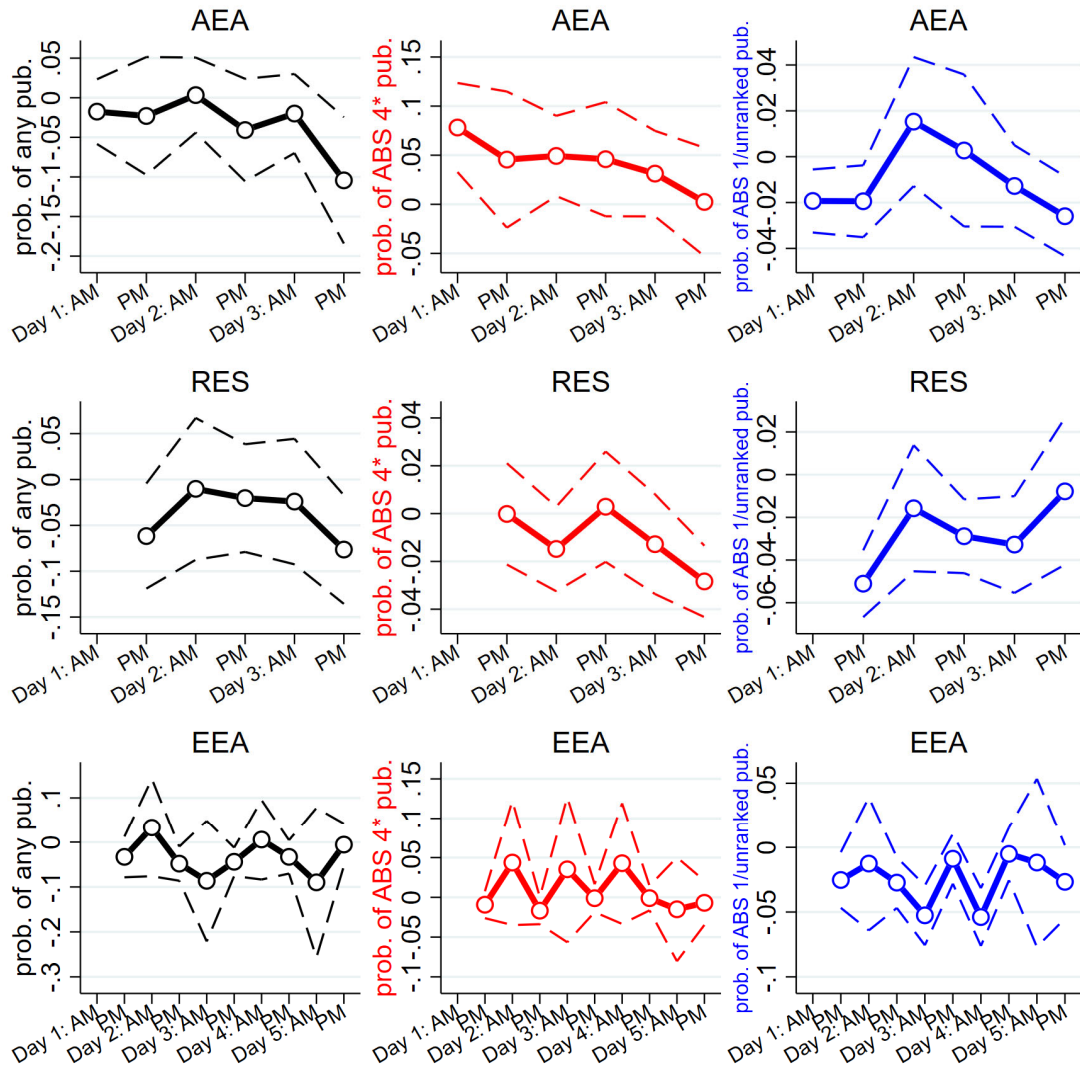 AEA
prob. of any pub.
.05
0
-.05
-.1
-.15
-.2
Day 1: AM
PM
Day 2: AM
PM
Day 3: AM
PM
AEA
prob. of ABS 4* pub.
.15
.1
.05
0
-.05
Day 1: AM
PM
Day 2: AM
PM
Day 3: AM
PM
AEA
prob. of ABS 1/unranked pub.
.04
.02
0
-.02
-.04
Day 1: AM
PM
Day 2: AM
PM
Day 3: AM
PM
RES
prob. of any pub.
.05
0
-.05
-.1
-.15
Day 1: AM
PM
Day 2: AM
PM
Day 3: AM
PM
RES
prob. of ABS 4* pub.
.04
.02
0
-.02
-.04
Day 1: AM
PM
Day 2: AM
PM
Day 3: AM
PM
RES
prob. of ABS 1/unranked pub.
.02
0
-.02
-.04
-.06
Day 1: AM
PM
Day 2: AM
PM
Day 3: AM
PM
EEA
prob. of any pub.
.1
0
-.1
-.2
-.3
Day 1: AM
PM
Day 2: AM
PM
Day 3: AM
PM
Day 4: AM
PM
Day 5: AM
PM
EEA
prob. of ABS 4* pub.
.15
.1
.05
0
-.05
-.1
Day 1: AM
PM
Day 2: AM
PM
Day 3: AM
PM
Day 4: AM
PM
Day 5: AM
PM
EEA
prob. of ABS 1/unranked pub.
.05
0
-.05
-.1
Day 1: AM
PM
Day 2: AM
PM
Day 3: AM
PM
Day 4: AM
PM
Day 5: AM
PM